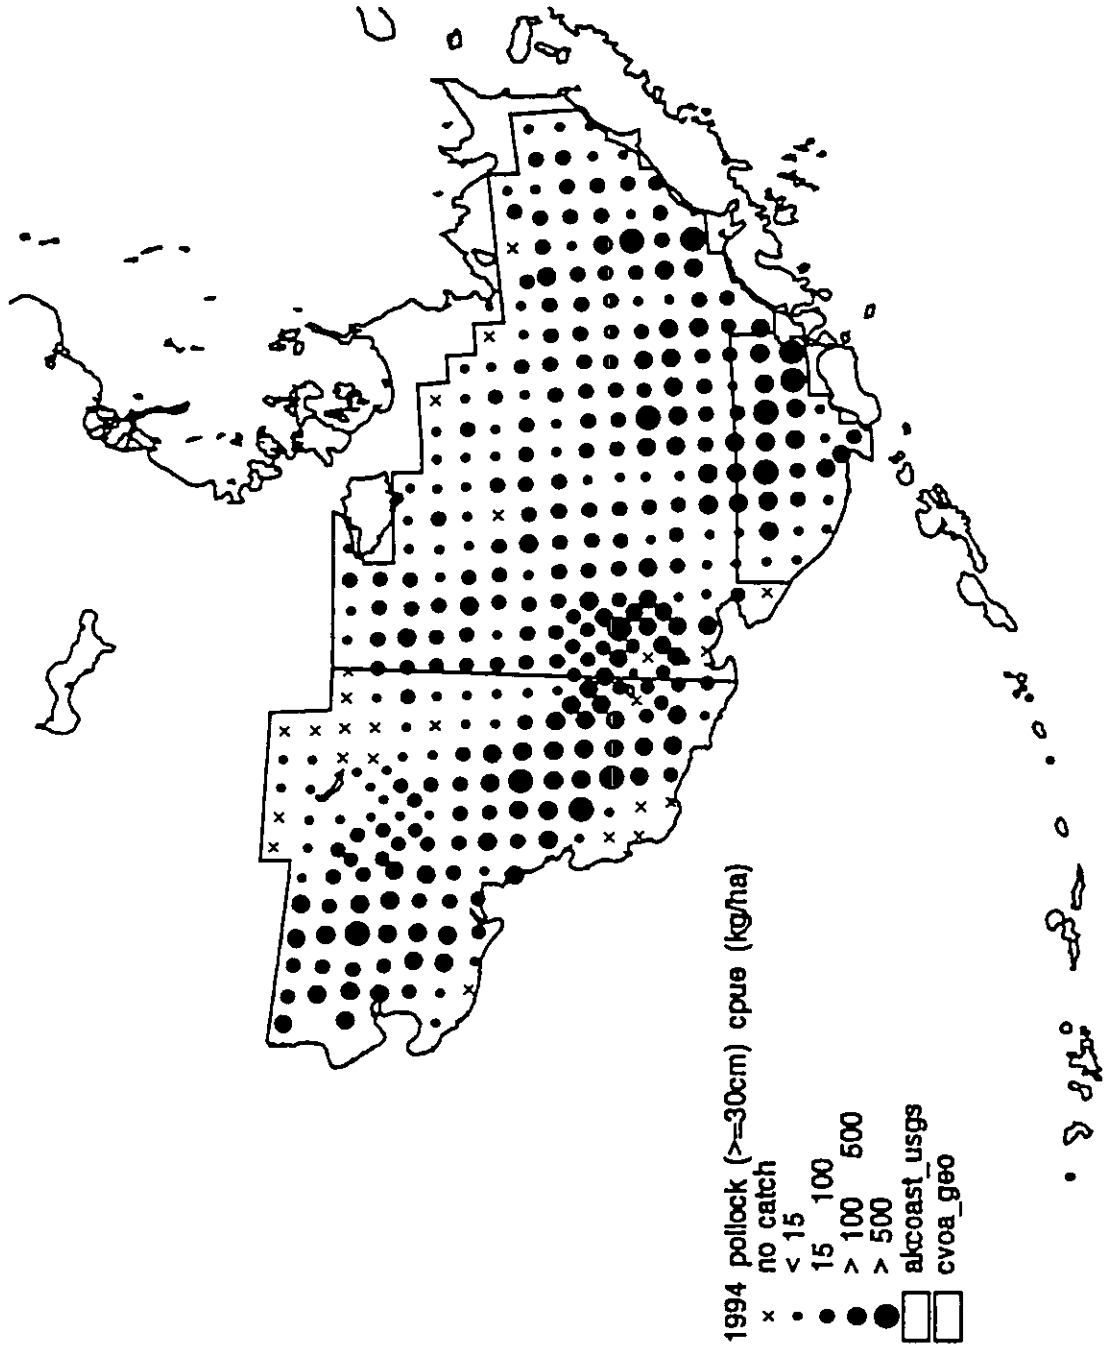 1994 pollock (>=30cm) cpue (kg/ha)
no catch
< 15
15 100
> 100 500
> 500
akcoast_usgs
cvoa_geo